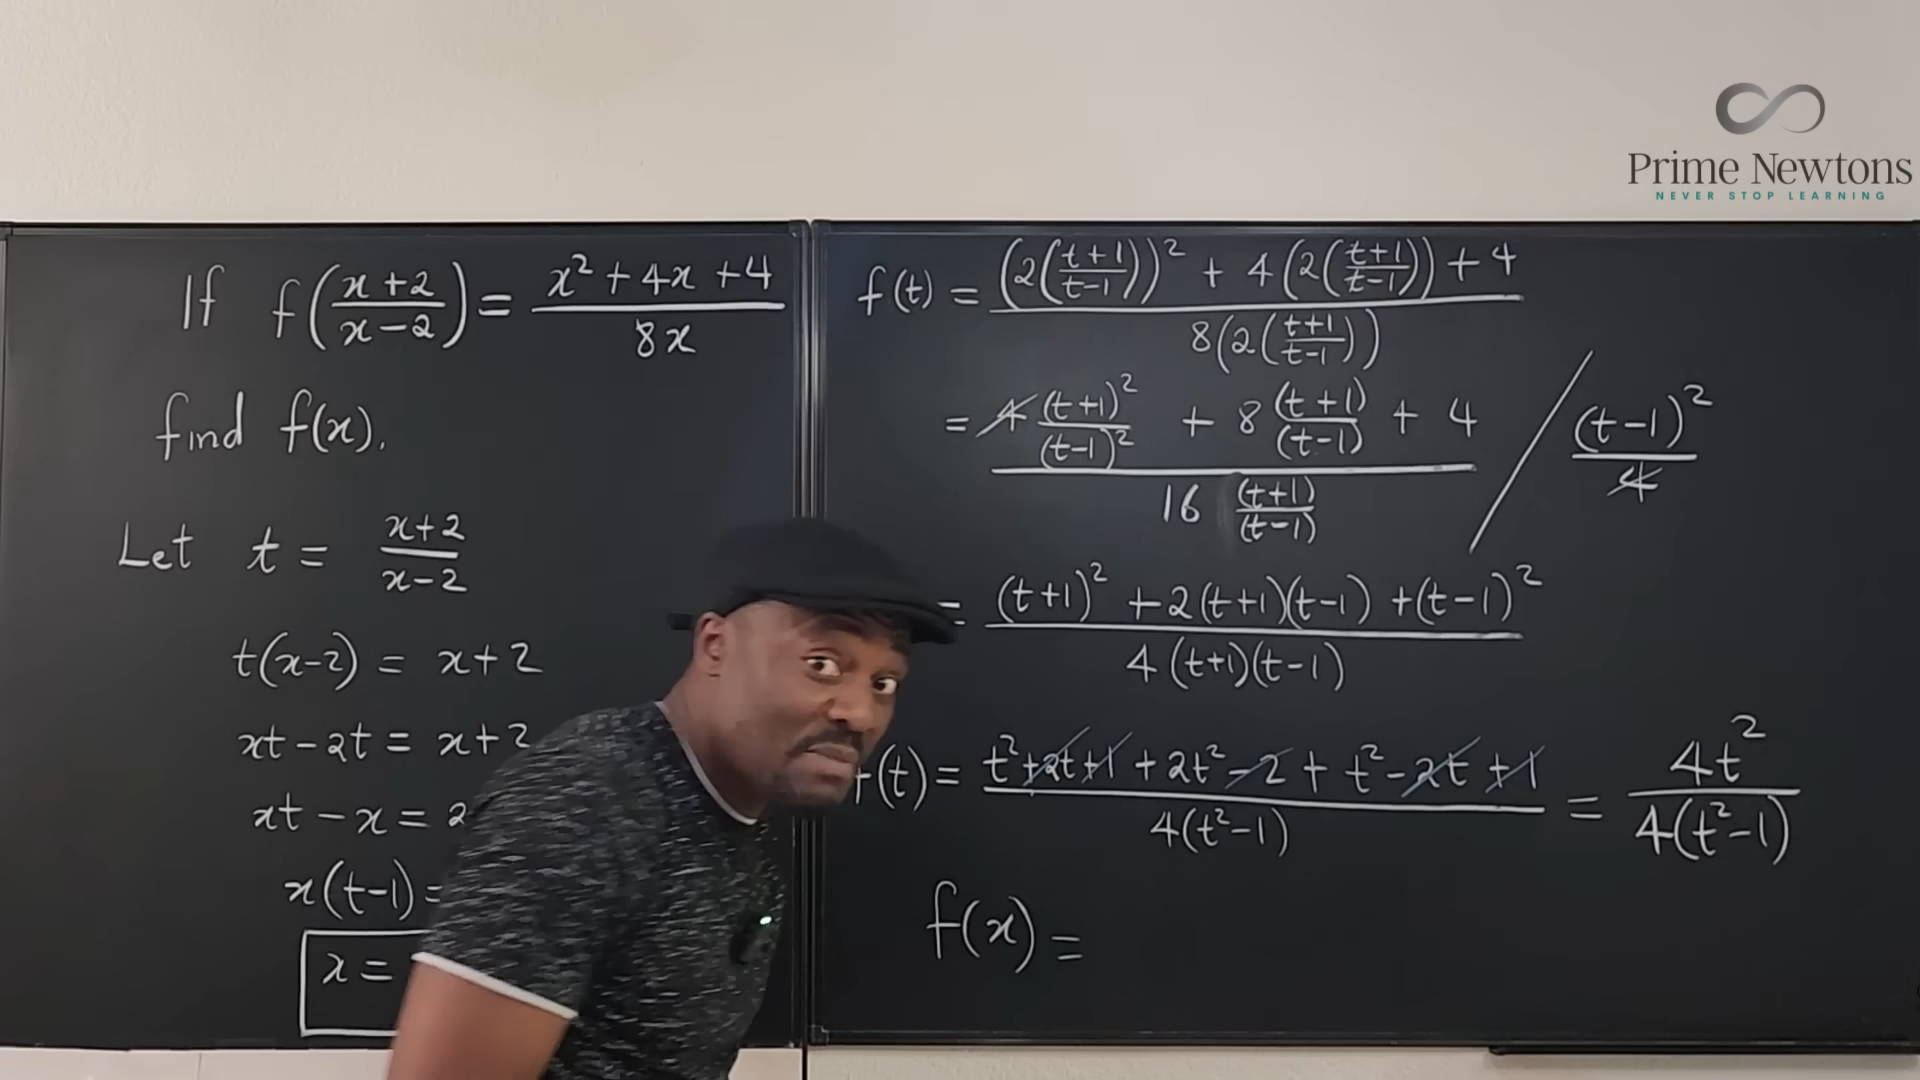 Prime Newtons
NEVER STOP LEARNING
If f((x+2)/(x-2)) = (x² + 4x + 4)/(8x)
find f(x).
Let t = (x+2)/(x-2)
t(x-2) = x+2
xt - 2t = x+2
xt - x = 2
x(t-1) =
x =
f(t) = ((2((t+1)/(t-1)))² + 4(2((t+1)/(t-1))) + 4)/(8(2((t+1)/(t-1))))
= (4 (t+1)²/(t-1)² + 8 (t+1)/(t-1) + 4)/(16 (t+1)/(t-1)) / (t-1)²/4
= ((t+1)² + 2(t+1)(t-1) + (t-1)²)/(4(t+1)(t-1))
(t) = (t² + 2t + 1 + 2t² - 2 + t² - 2t + 1)/(4(t² - 1)) = 4t²/(4(t² - 1))
f(x) =